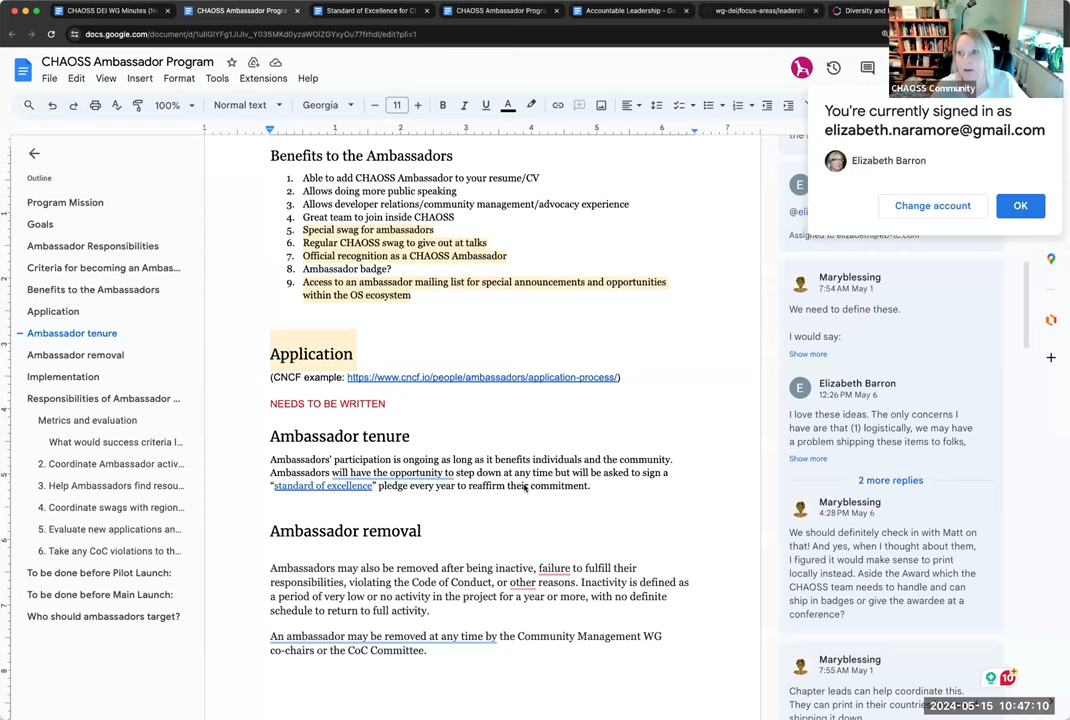 CHAOSS DEI WG Minutes (Ne
CHAOSS Ambassador Progra
Standard of Excellence for C
CHAOSS Ambassador Progr
Accountable Leadership - Go
wg-dei/focus-areas/leadersh
Diversity and
docs.google.com/document/d/
CHAOSS Ambassador Program
File Edit View Insert Format Tools Extensions Help
CHAOSS Community
100% Normal text Georgia 11
You're currently signed in as
elizabeth.naramore@gmail.com
Elizabeth Barron
Change account OK
Outline
Program Mission
Goals
Ambassador Responsibilities
Criteria for becoming an Ambas...
Benefits to the Ambassadors
Application
Ambassador tenure
Ambassador removal
Implementation
Responsibilities of Ambassador ...
Metrics and evaluation
What would success criteria l...
2. Coordinate Ambassador activ...
3. Help Ambassadors find resou...
4. Coordinate swags with region...
5. Evaluate new applications an...
6. Take any CoC violations to th...
To be done before Pilot Launch:
To be done before Main Launch:
Who should ambassadors target?
Benefits to the Ambassadors
1. Able to add CHAOSS Ambassador to your resume/CV
2. Allows doing more public speaking
3. Allows developer relations/community management/advocacy experience
4. Great team to join inside CHAOSS
5. Special swag for ambassadors
6. Regular CHAOSS swag to give out at talks
7. Official recognition as a CHAOSS Ambassador
8. Ambassador badge?
9. Access to an ambassador mailing list for special announcements and opportunities
within the OS ecosystem
Application
(CNCF example: https://www.cncf.io/people/ambassadors/application-process/)
NEEDS TO BE WRITTEN
Ambassador tenure
Ambassadors' participation is ongoing as long as it benefits individuals and the community.
Ambassadors will have the opportunity to step down at any time but will be asked to sign a
“standard of excellence” pledge every year to reaffirm their commitment.
Ambassador removal
Ambassadors may also be removed after being inactive, failure to fulfill their
responsibilities, violating the Code of Conduct, or other reasons. Inactivity is defined as
a period of very low or no activity in the project for a year or more, with no definite
schedule to return to full activity.
An ambassador may be removed at any time by the Community Management WG
co-chairs or the CoC Committee.
Maryblessing
7:54 AM May 1
We need to define these.
I would say:
Show more
Elizabeth Barron
12:26 PM May 6
I love these ideas. The only concerns I
have are that (1) logistically, we may have
a problem shipping these items to folks,
Show more
2 more replies
Maryblessing
4:28 PM May 6
We should definitely check in with Matt on
that! And yes, when I thought about them,
I figured it would make sense to print
locally instead. Aside the Award which the
CHAOSS team needs to handle and can
ship in badges or give the awardee at a
conference?
Maryblessing
7:55 AM May 1
Chapter leads can help coordinate this.
They can print in their countries
2024-05-15 10:47:10